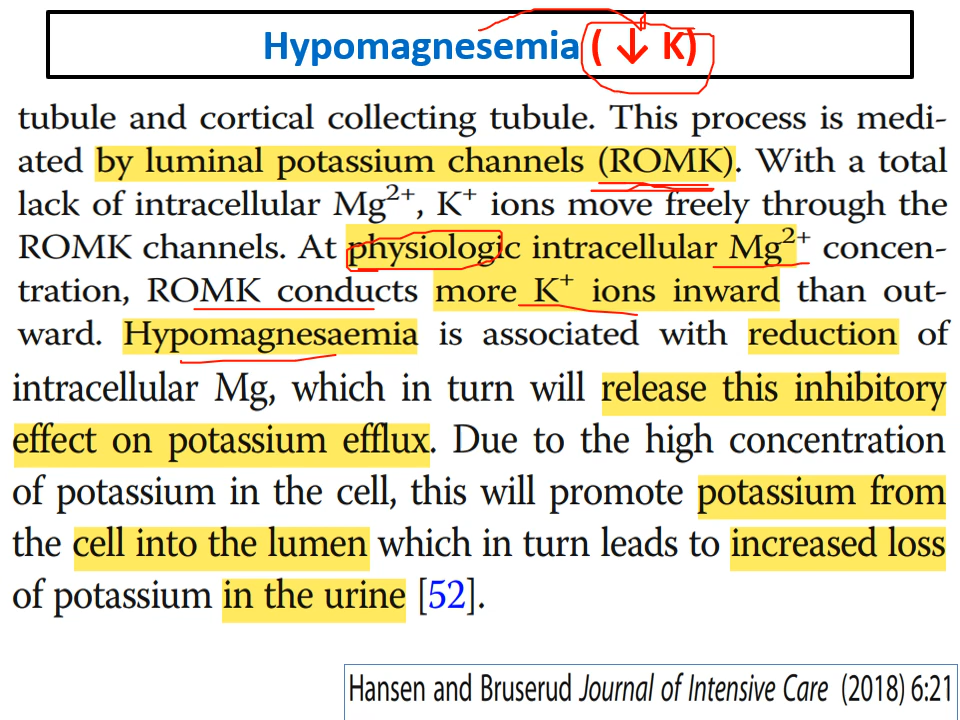 Hypomagnesemia (↓ K)
tubule and cortical collecting tubule. This process is medi-
ated by luminal potassium channels (ROMK). With a total
lack of intracellular Mg²⁺, K⁺ ions move freely through the
ROMK channels. At physiologic intracellular Mg²⁺ concen-
tration, ROMK conducts more K⁺ ions inward than out-
ward. Hypomagnesaemia is associated with reduction of
intracellular Mg, which in turn will release this inhibitory
effect on potassium efflux. Due to the high concentration
of potassium in the cell, this will promote potassium from
the cell into the lumen which in turn leads to increased loss
of potassium in the urine [52].
Hansen and Bruserud Journal of Intensive Care (2018) 6:21